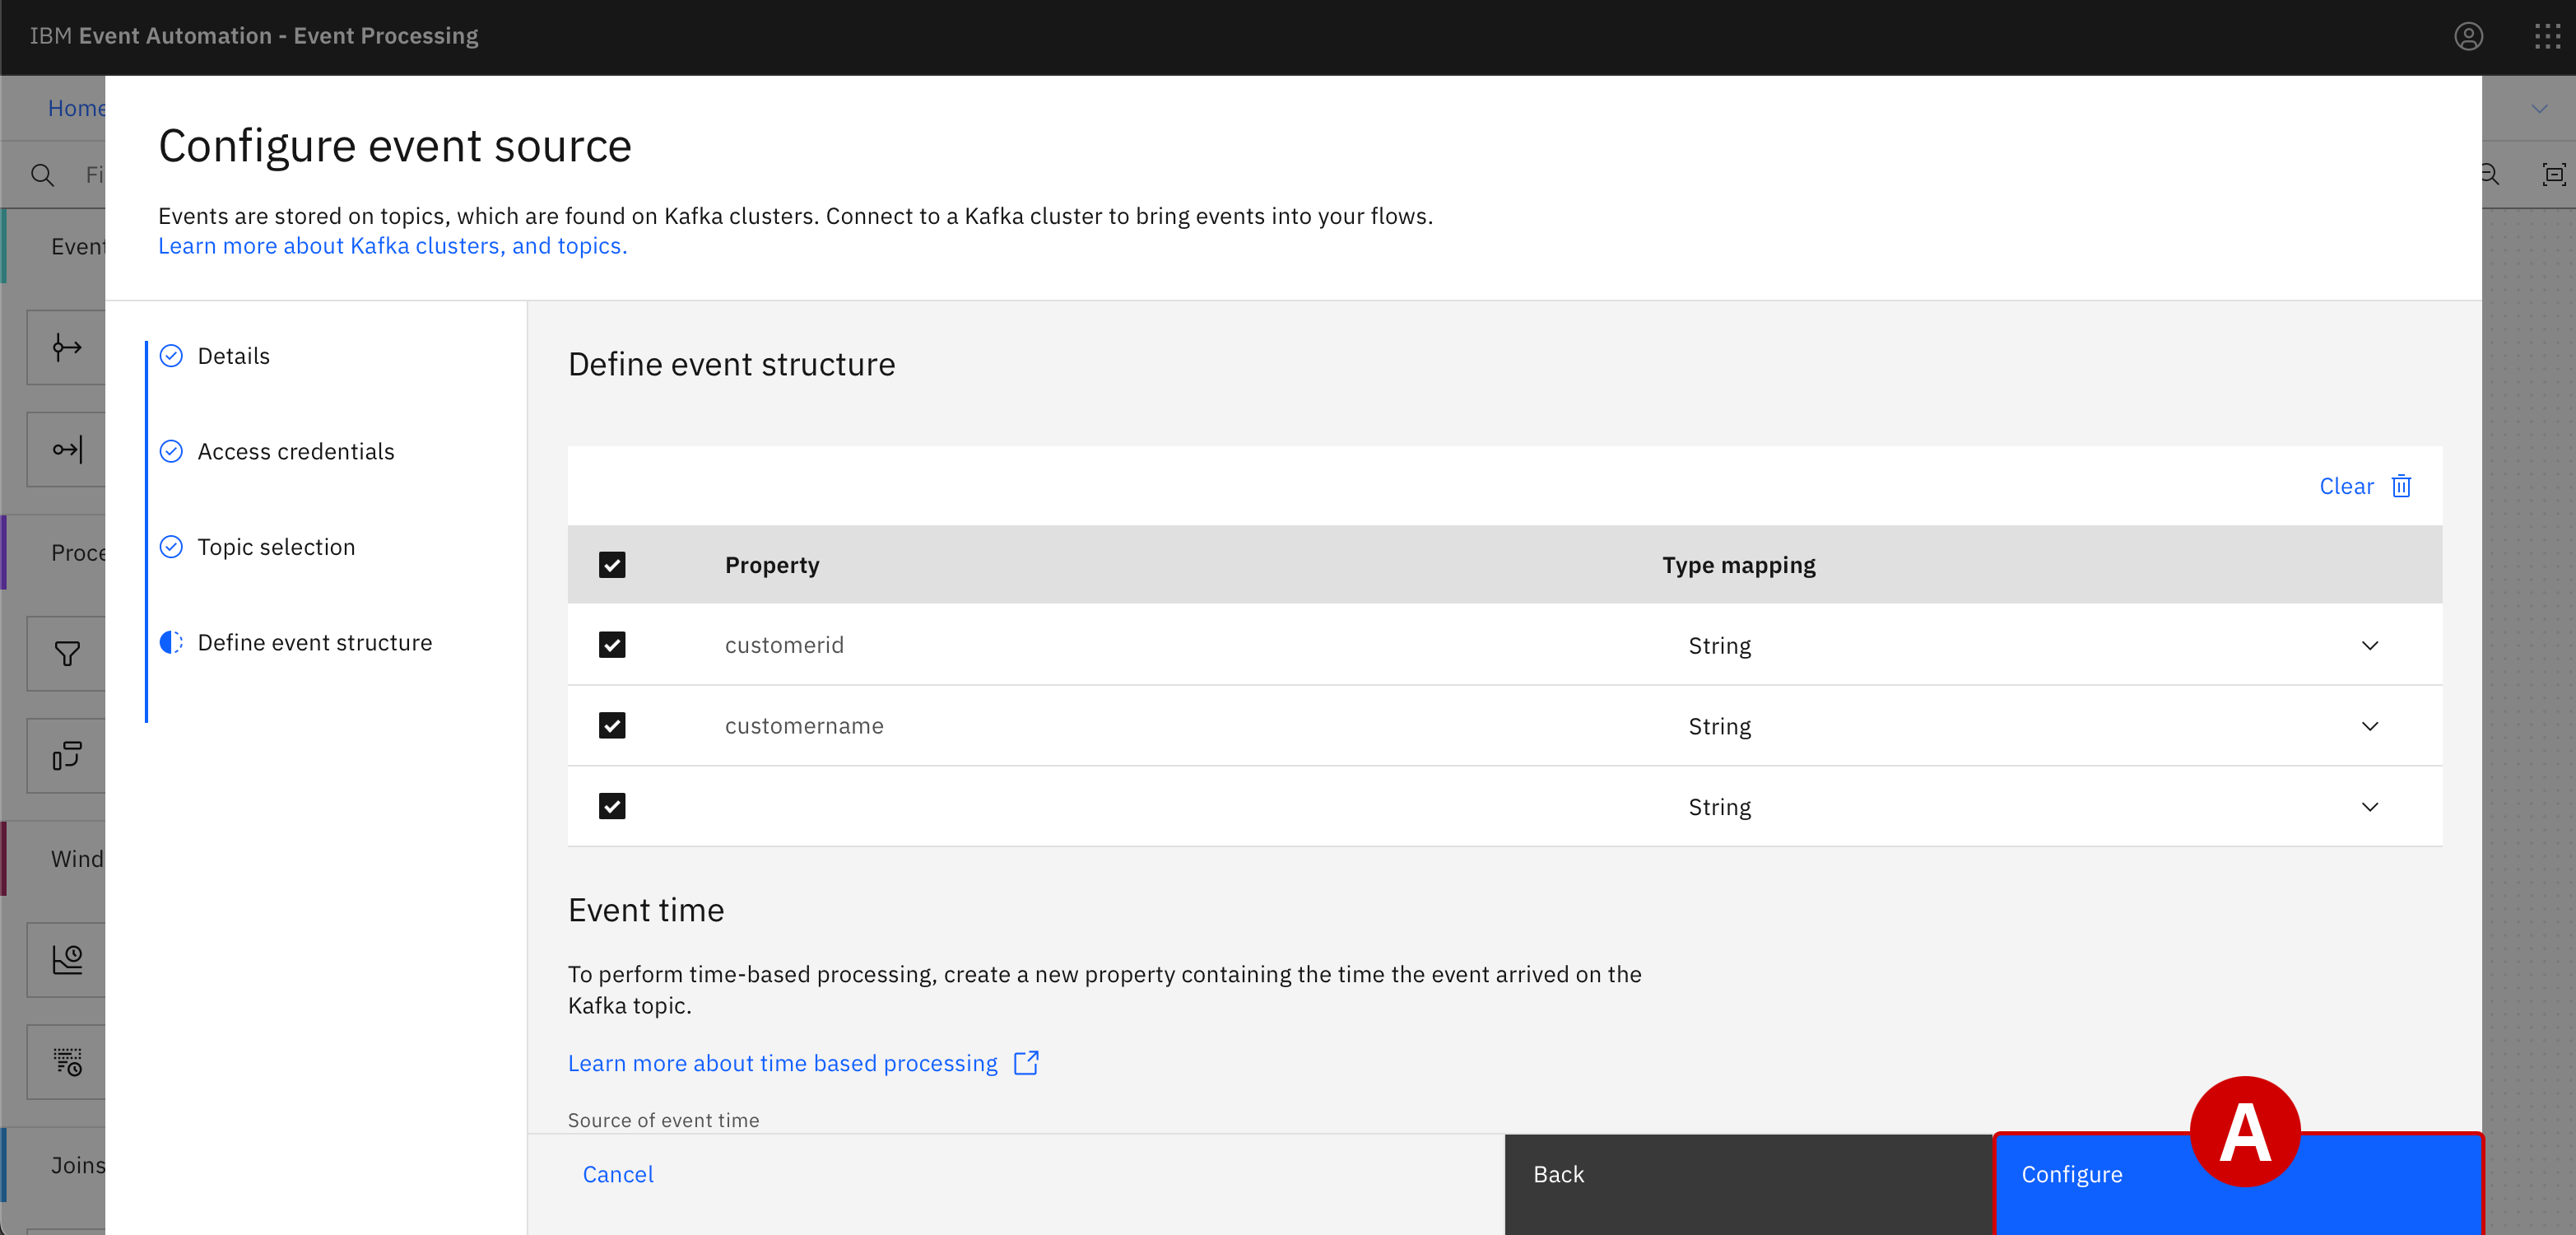 IBM Event Automation - Event Processing
Home
Configure event source
Fi
Events are stored on topics, which are found on Kafka clusters. Connect to a Kafka cluster to bring events into your flows.
Learn more about Kafka clusters, and topics.
Event
Details
Define event structure
Access credentials
Clear
Topic selection
Proce
Property Type mapping
Define event structure
customerid String
customername String
String
Wind
Event time
To perform time-based processing, create a new property containing the time the event arrived on the
Kafka topic.
Learn more about time based processing
Source of event time
A
Joins
Cancel
Back
Configure